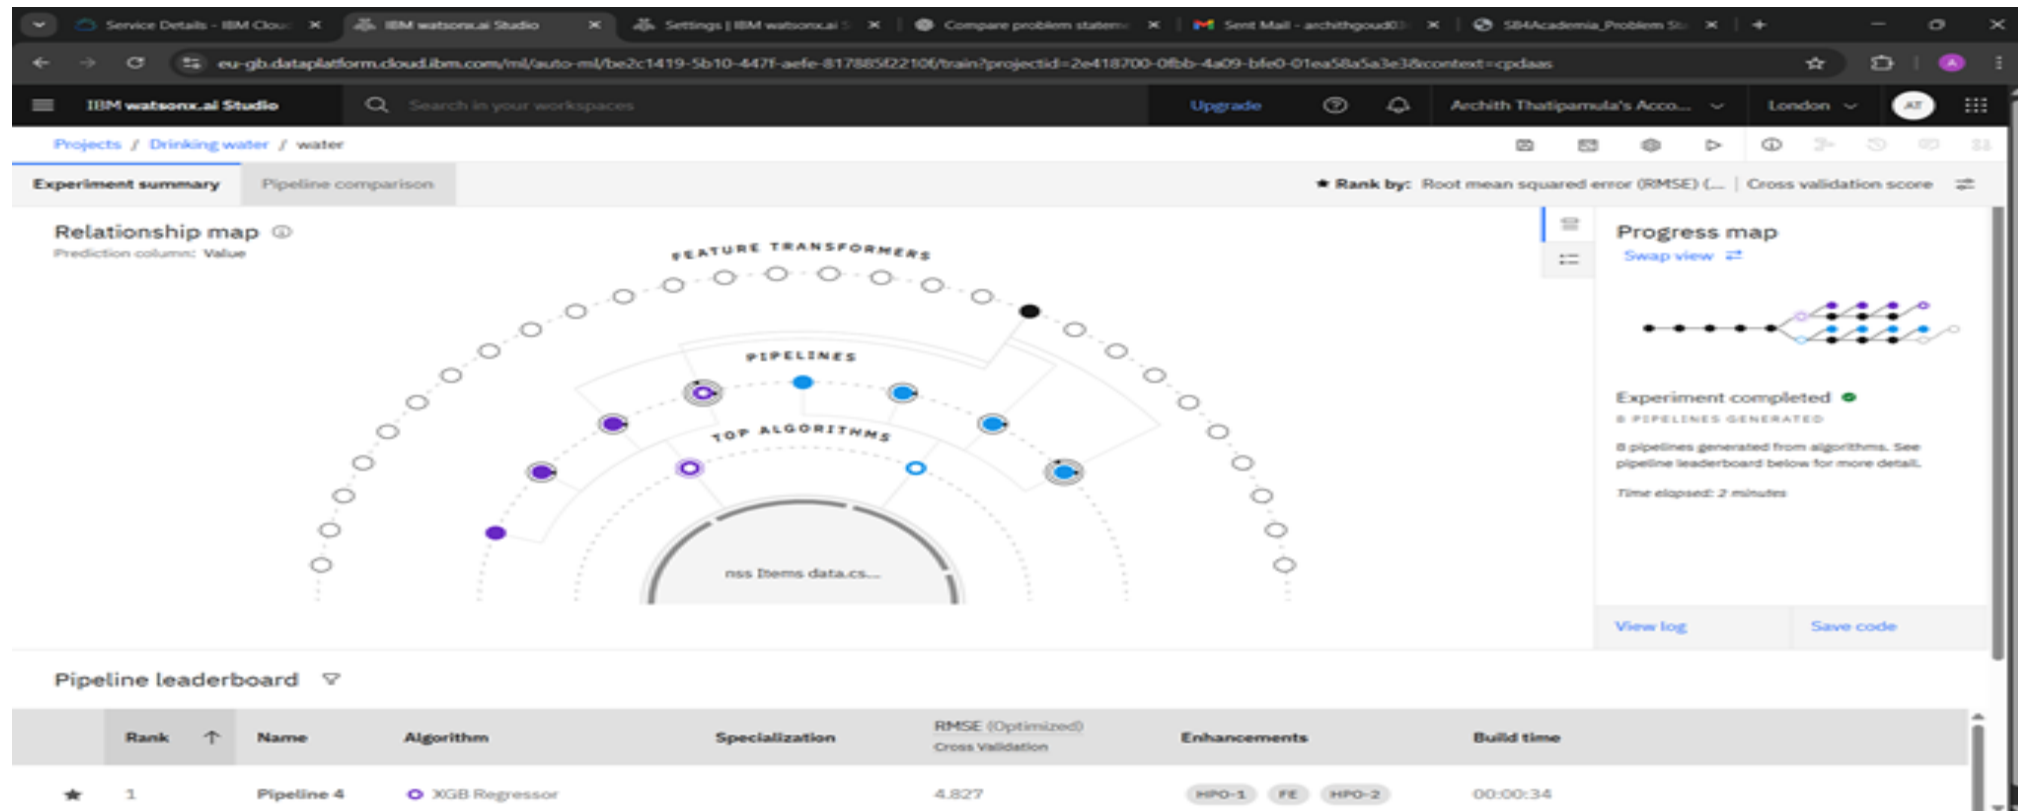 Service Details - IBM Clou
IBM watsonx.ai Studio
Settings | IBM watsonx.ai S
Compare problem statem
Sent Mail - archithgoud03
SB4Academia_Problem St
eu-gb.dataplatform.cloud.ibm.com/ml/auto-ml/be2c1419-5b10-447f-aefe-817885f2210f/train?projectid=2e418700-0fbb-4a09-bfe0-01ea58a5a3e3&context=cpdaas
A
IBM watsonx.ai Studio
Search in your workspaces
Upgrade
Archith Thatipamula's Acco...
London
AT
Projects / Drinking water / water
Experiment summary
Pipeline comparison
Rank by: Root mean squared error (RMSE) (... | Cross validation score
Relationship map
Prediction column: Value
FEATURE TRANSFORMERS
PIPELINES
TOP ALGORITHMS
nss Items data.cs...
Progress map
Swap view
Experiment completed
8 PIPELINES GENERATED
8 pipelines generated from algorithms. See
pipeline leaderboard below for more detail.
Time elapsed: 2 minutes
View log
Save code
Pipeline leaderboard
Rank
Name
Algorithm
Specialization
RMSE (Optimized)
Cross Validation
Enhancements
Build time
1
Pipeline 4
XGB Regressor
4.827
HPO-1
FE
HPO-2
00:00:34